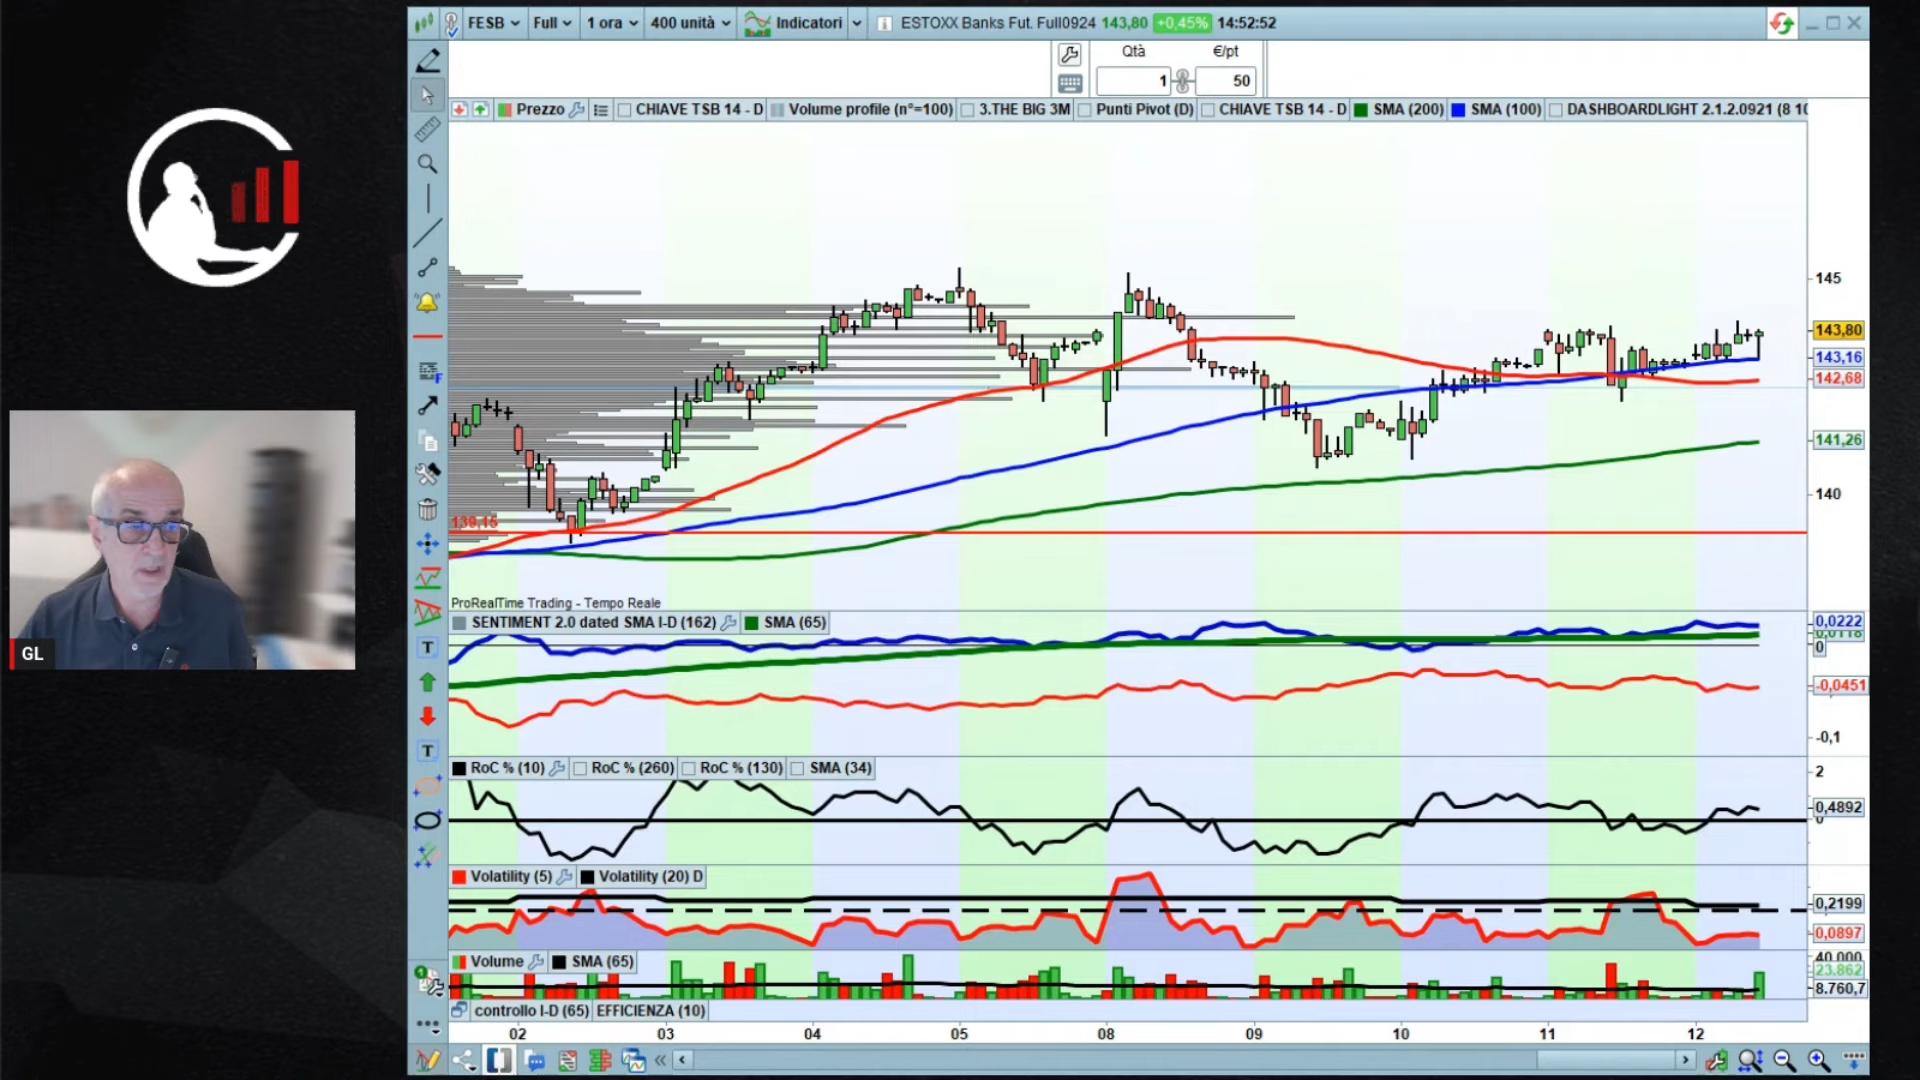 FESB Full 1 ora 400 unità Indicatori ESTOXX Banks Fut. Full0924 143,80 +0,45% 14:52:52
Qtà €/pt
1 50
Prezzo CHIAVE TSB 14 - D Volume profile (n°=100) 3.THE BIG 3M Punti Pivot (D) CHIAVE TSB 14 - D SMA (200) SMA (100) DASHBOARDLIGHT 2.1.2.0921 (8 10
145
143,80
143,16
142,68
141,26
140
139,15
ProRealTime Trading - Tempo Reale
SENTIMENT 2.0 dated SMA I-D (162) SMA (65)
0,0222
0,0118
0
-0,0451
-0,1
GL
RoC % (10) RoC % (260) RoC % (130) SMA (34)
2
0,4892
0
Volatility (5) Volatility (20) D
0,2199
0,0897
Volume SMA (65)
40.000
23.862
8.760,7
controllo I-D (65) EFFICIENZA (10)
02 03 04 05 08 09 10 11 12